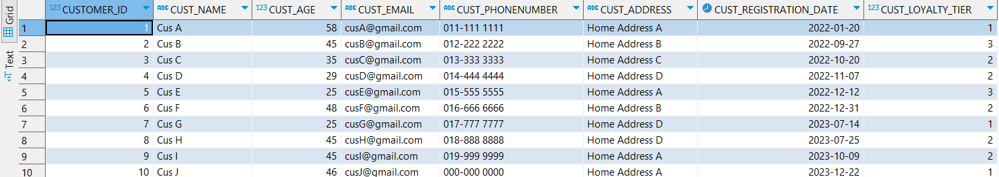 Grid
Text
123 CUSTOMER_ID ABC CUST_NAME 123 CUST_AGE ABC CUST_EMAIL ABC CUST_PHONENUMBER ABC CUST_ADDRESS CUST_REGISTRATION_DATE 123 CUST_LOYALTY_TIER
1 1 Cus A 58 cusA@gmail.com 011-111 1111 Home Address A 2022-01-20 1
2 2 Cus B 45 cusB@gmail.com 012-222 2222 Home Address B 2022-09-27 3
3 3 Cus C 35 cusC@gmail.com 013-333 3333 Home Address C 2022-10-20 2
4 4 Cus D 29 cusD@gmail.com 014-444 4444 Home Address D 2022-11-07 2
5 5 Cus E 25 cusE@gmail.com 015-555 5555 Home Address A 2022-12-12 3
6 6 Cus F 48 cusF@gmail.com 016-666 6666 Home Address B 2022-12-31 2
7 7 Cus G 25 cusG@gmail.com 017-777 7777 Home Address D 2023-07-14 1
8 8 Cus H 45 cusH@gmail.com 018-888 8888 Home Address D 2023-07-25 2
9 9 Cus I 45 cusI@gmail.com 019-999 9999 Home Address A 2023-10-09 2
10 10 Cus J 46 cusJ@gmail.com 000-000 0000 Home Address A 2023-12-22 1